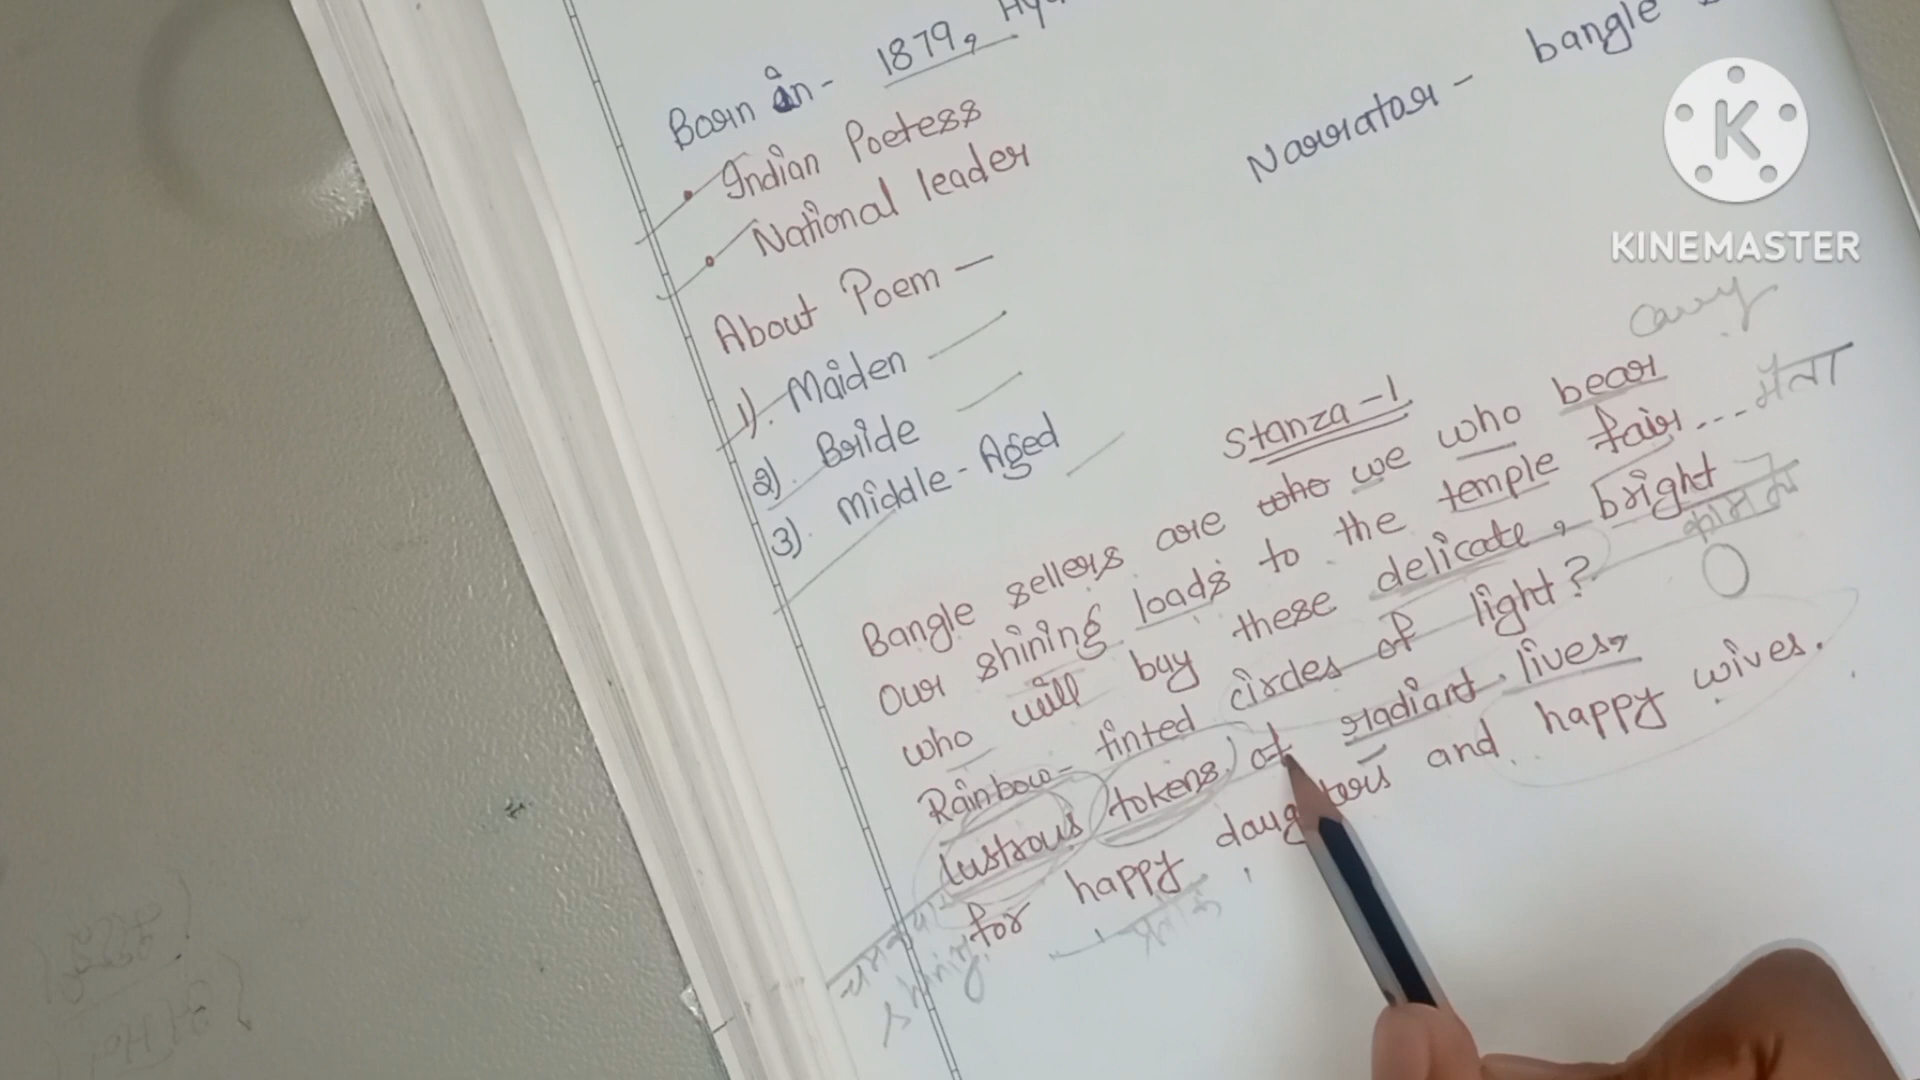 Born in - 1879,
• Indian Poetess
• National leader
About Poem —
1). Maiden
2). Bride
3). Middle - Aged
Narrator - bangle
KINEMASTER
carry
Stanza - 1
Bangle sellers are who we who bear
Our shining loads to the temple fair... मेला
who will buy these delicate, bright
Rainbow - tinted circles of light?
lustrous tokens of radiant lives,
for happy daughters and happy wives.
shining